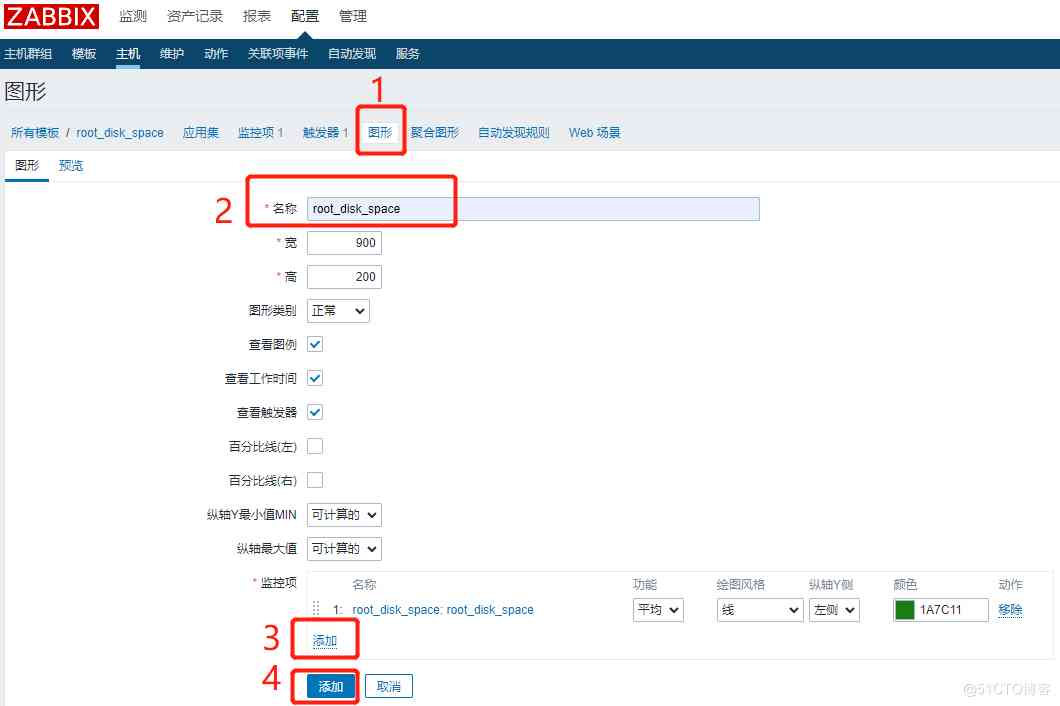 ZABBIX 监测 资产记录 报表 配置 管理
主机群组 模板 主机 维护 动作 关联项事件 自动发现 服务
图形
1
所有模板 / root_disk_space 应用集 监控项 1 触发器 1 图形 聚合图形 自动发现规则 Web 场景
图形 预览
2 * 名称 root_disk_space
* 宽 900
* 高 200
图形类别 正常
查看图例
查看工作时间
查看触发器
百分比线(左)
百分比线(右)
纵轴Y最小值MIN 可计算的
纵轴最大值 可计算的
* 监控项 名称 功能 绘图风格 纵轴Y侧 颜色 动作
1: root_disk_space: root_disk_space 平均 线 左侧 1A7C11 移除
3 添加
4 添加 取消
@51CTO博客